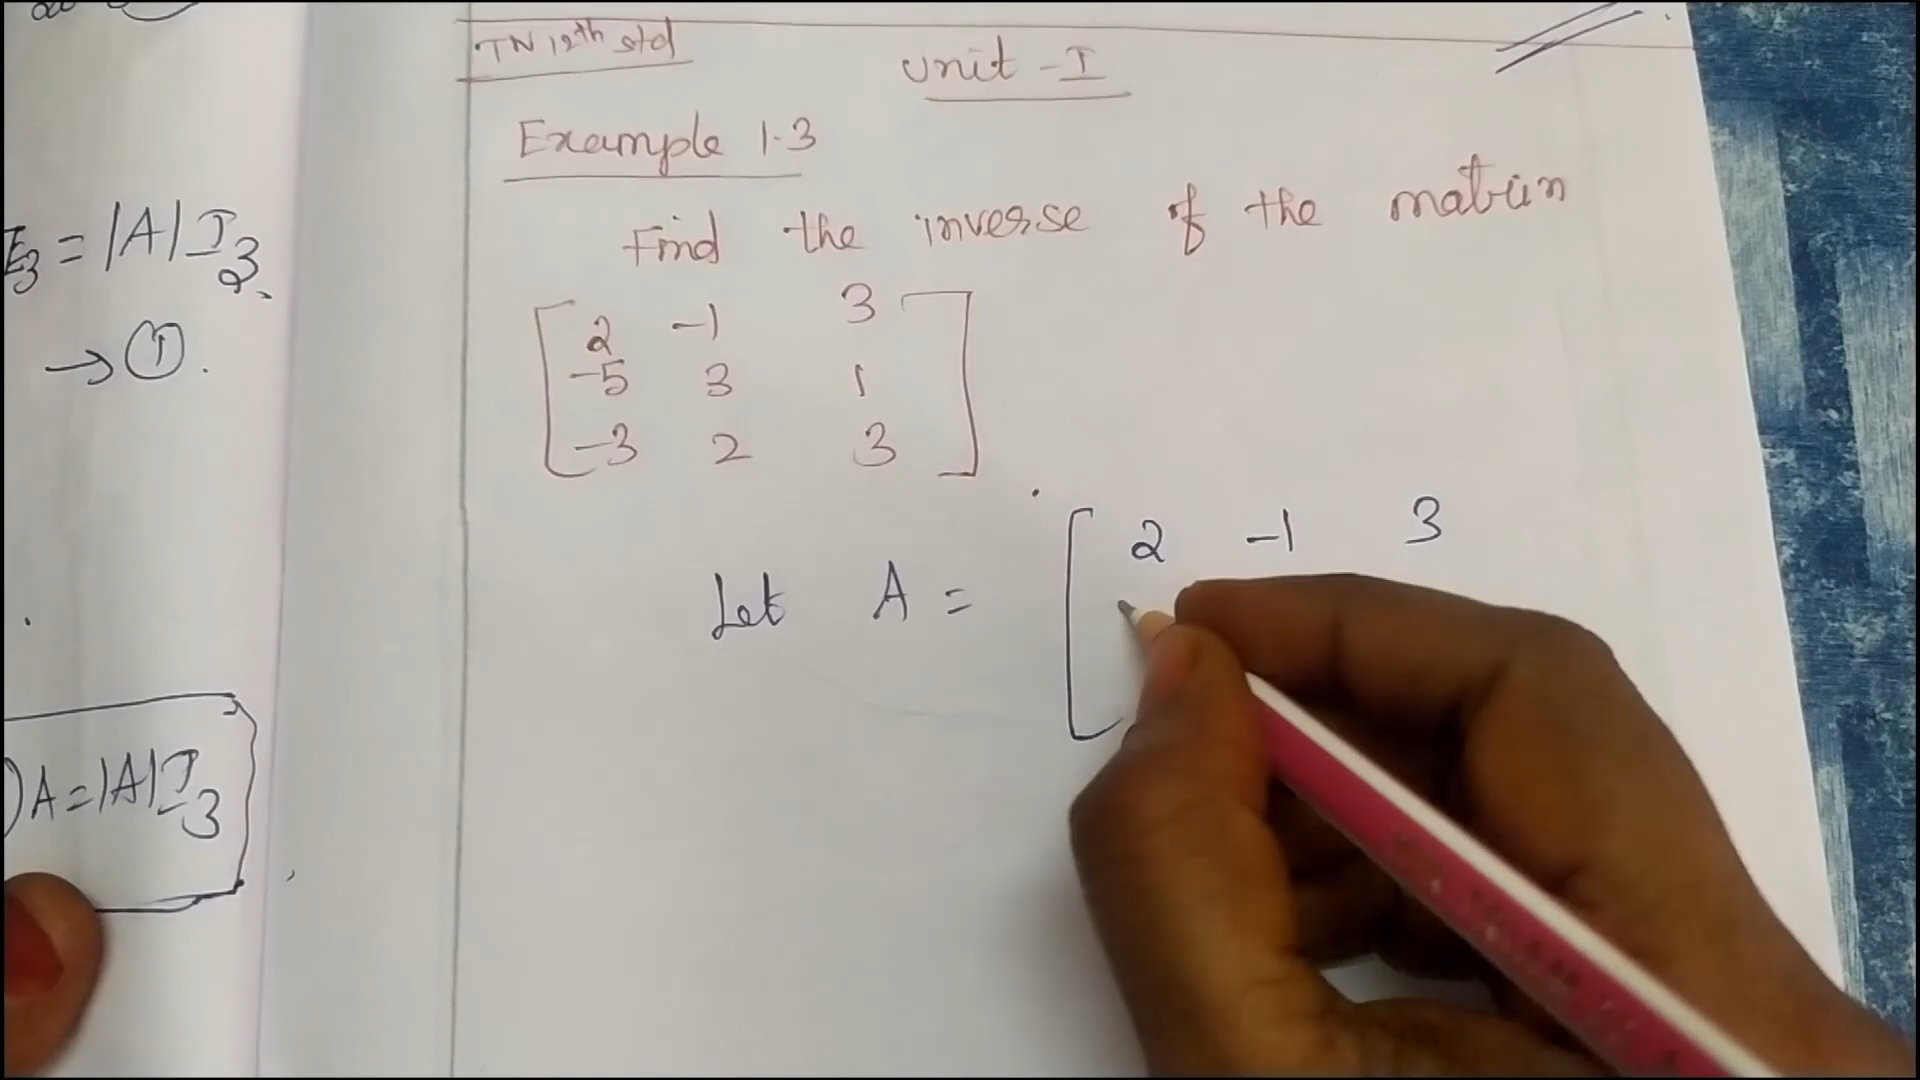 TN 12th std
Unit - I
Example 1.3
Find the inverse of the matrix
2 -1 3
-5 3 1
-3 2 3
Let A = [ 2 -1 3
= |A| I3
→ ①.
) A = |A| I3